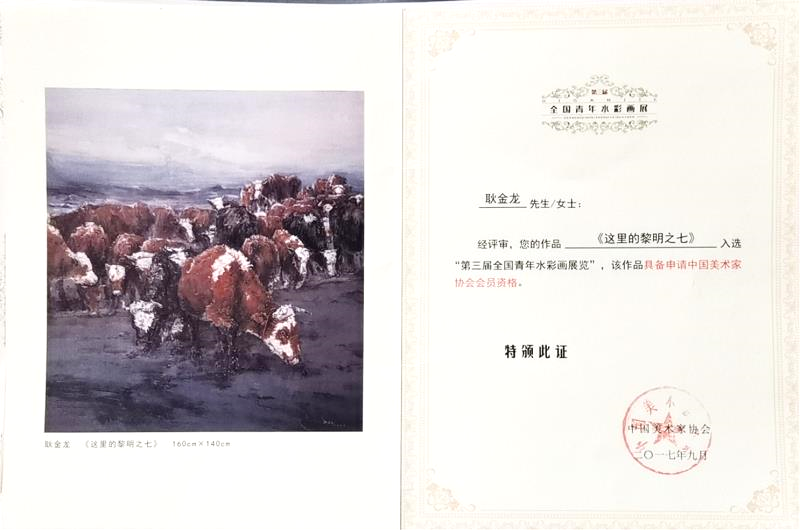 耿金龙 《这里的黎明之七》 160cm×140cm
第三届
全国青年水彩画展
耿金龙 先生/女士：
经评审，您的作品 《这里的黎明之七》 入选
“第三届全国青年水彩画展览”，该作品具备申请中国美术家
协会会员资格。
特颁此证
中国美术家协会
二〇一七年九月